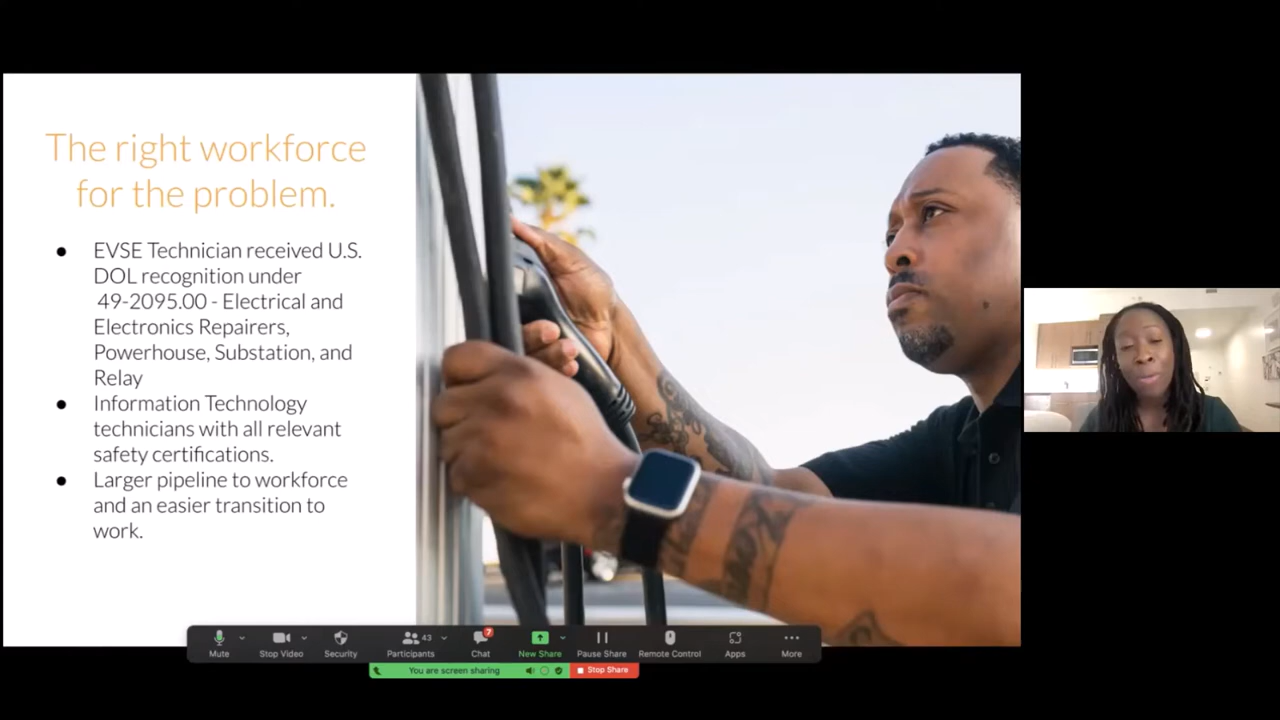 The right workforce
for the problem.
● EVSE Technician received U.S.
DOL recognition under
49-2095.00 - Electrical and
Electronics Repairers,
Powerhouse, Substation, and
Relay
● Information Technology
technicians with all relevant
safety certifications.
● Larger pipeline to workforce
and an easier transition to
work.
43
7
Mute
Stop Video
Security
Participants
Chat
New Share
Pause Share
Remote Control
Apps
More
You are screen sharing
Stop Share